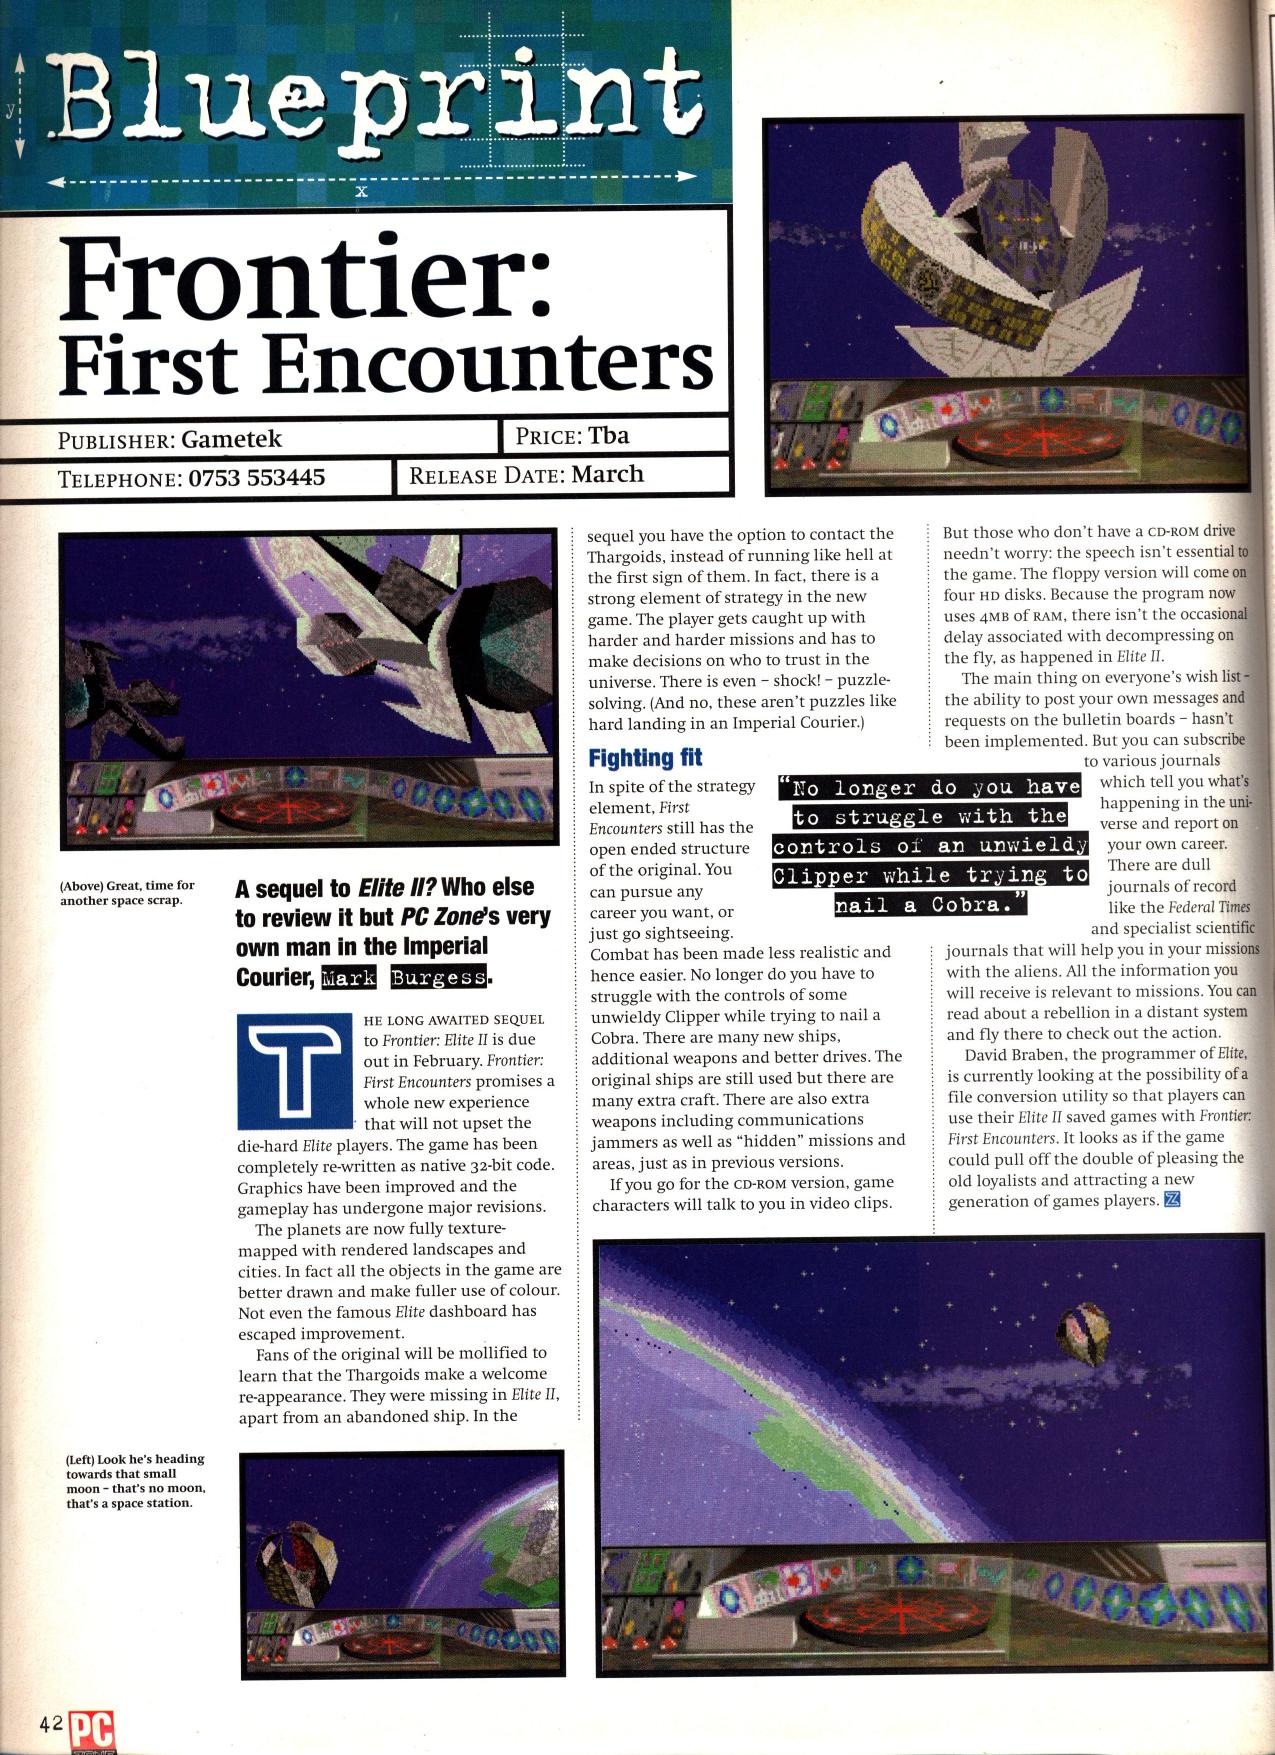 Blueprint
y
x
Frontier:
First Encounters
PUBLISHER: Gametek
PRICE: Tba
TELEPHONE: 0753 553445
RELEASE DATE: March
(Above) Great, time for
another space scrap.
A sequel to Elite II? Who else
to review it but PC Zone's very
own man in the Imperial
Courier, Mark Burgess.
THE LONG AWAITED SEQUEL
to Frontier: Elite II is due
out in February. Frontier:
First Encounters promises a
whole new experience
that will not upset the
die-hard Elite players. The game has been
completely re-written as native 32-bit code.
Graphics have been improved and the
gameplay has undergone major revisions.
The planets are now fully texture-
mapped with rendered landscapes and
cities. In fact all the objects in the game are
better drawn and make fuller use of colour.
Not even the famous Elite dashboard has
escaped improvement.
Fans of the original will be mollified to
learn that the Thargoids make a welcome
re-appearance. They were missing in Elite II,
apart from an abandoned ship. In the
(Left) Look he's heading
towards that small
moon – that's no moon,
that's a space station.
sequel you have the option to contact the
Thargoids, instead of running like hell at
the first sign of them. In fact, there is a
strong element of strategy in the new
game. The player gets caught up with
harder and harder missions and has to
make decisions on who to trust in the
universe. There is even – shock! – puzzle-
solving. (And no, these aren't puzzles like
hard landing in an Imperial Courier.)
Fighting fit
In spite of the strategy
element, First
Encounters still has the
open ended structure
of the original. You
can pursue any
career you want, or
just go sightseeing.
Combat has been made less realistic and
hence easier. No longer do you have to
struggle with the controls of some
unwieldy Clipper while trying to nail a
Cobra. There are many new ships,
additional weapons and better drives. The
original ships are still used but there are
many extra craft. There are also extra
weapons including communications
jammers as well as "hidden" missions and
areas, just as in previous versions.
If you go for the CD-ROM version, game
characters will talk to you in video clips.
"No longer do you have
to struggle with the
controls of an unwieldy
Clipper while trying to
nail a Cobra."
But those who don't have a CD-ROM drive
needn't worry: the speech isn't essential to
the game. The floppy version will come on
four HD disks. Because the program now
uses 4MB of RAM, there isn't the occasional
delay associated with decompressing on
the fly, as happened in Elite II.
The main thing on everyone's wish list –
the ability to post your own messages and
requests on the bulletin boards – hasn't
been implemented. But you can subscribe
to various journals
which tell you what's
happening in the uni-
verse and report on
your own career.
There are dull
journals of record
like the Federal Times
and specialist scientific
journals that will help you in your missions
with the aliens. All the information you
will receive is relevant to missions. You can
read about a rebellion in a distant system
and fly there to check out the action.
David Braben, the programmer of Elite,
is currently looking at the possibility of a
file conversion utility so that players can
use their Elite II saved games with Frontier:
First Encounters. It looks as if the game
could pull off the double of pleasing the
old loyalists and attracting a new
generation of games players. Z
42 PC